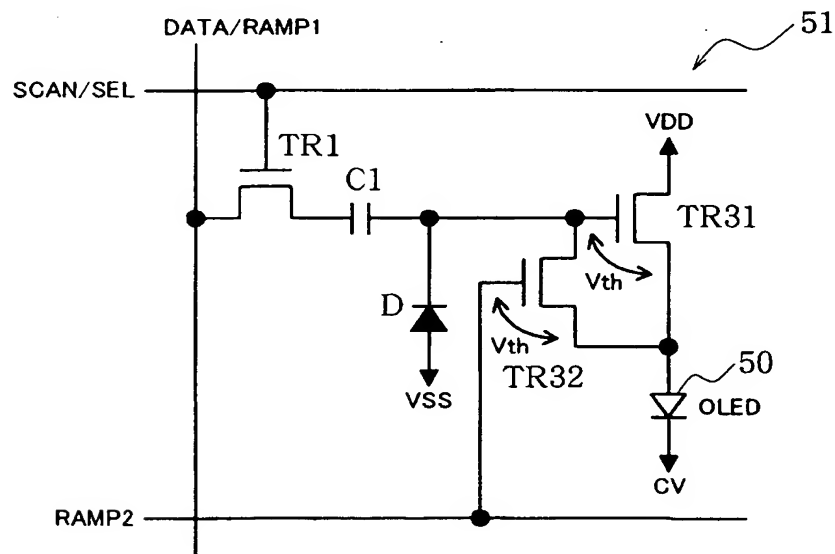 DATA/RAMP1
51
SCAN/SEL
VDD
TR1
C1
TR31
Vth
D
Vth
TR32
50
VSS
OLED
CV
RAMP2